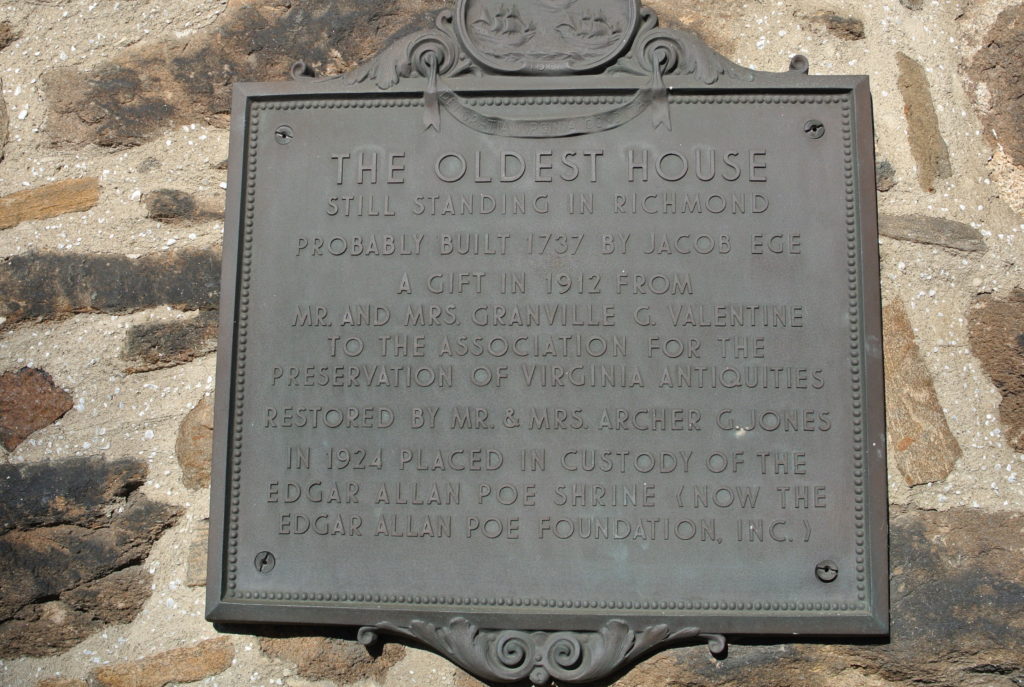 THE OLDEST HOUSE
STILL STANDING IN RICHMOND
PROBABLY BUILT 1737 BY JACOB EGE
A GIFT IN 1912 FROM
MR. AND MRS. GRANVILLE G. VALENTINE
TO THE ASSOCIATION FOR THE
PRESERVATION OF VIRGINIA ANTIQUITIES
RESTORED BY MR. & MRS. ARCHER G. JONES
IN 1924 PLACED IN CUSTODY OF THE
EDGAR ALLAN POE SHRINE (NOW THE
EDGAR ALLAN POE FOUNDATION, INC.)